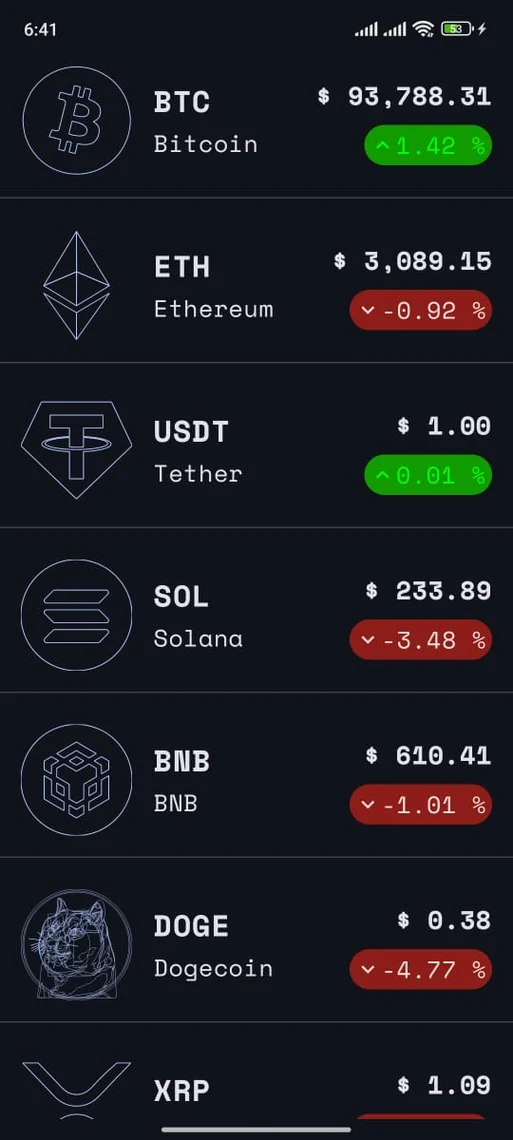 6:41 53
BTC $ 93,788.31
Bitcoin 1.42 %
ETH $ 3,089.15
Ethereum -0.92 %
USDT $ 1.00
Tether 0.01 %
SOL $ 233.89
Solana -3.48 %
BNB $ 610.41
BNB -1.01 %
DOGE $ 0.38
Dogecoin -4.77 %
XRP $ 1.09